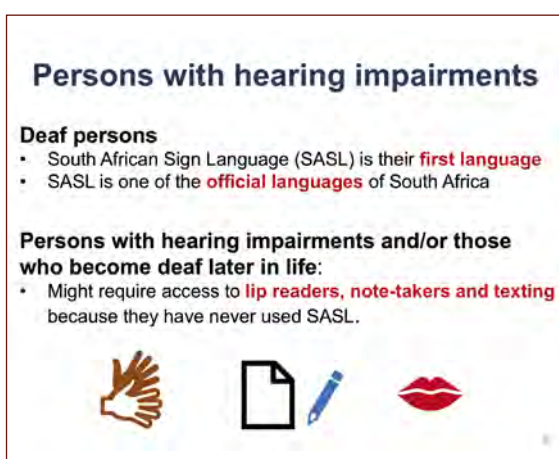 Persons with hearing impairments
Deaf persons
• South African Sign Language (SASL) is their first language
• SASL is one of the official languages of South Africa
Persons with hearing impairments and/or those
who become deaf later in life:
• Might require access to lip readers, note-takers and texting
because they have never used SASL.